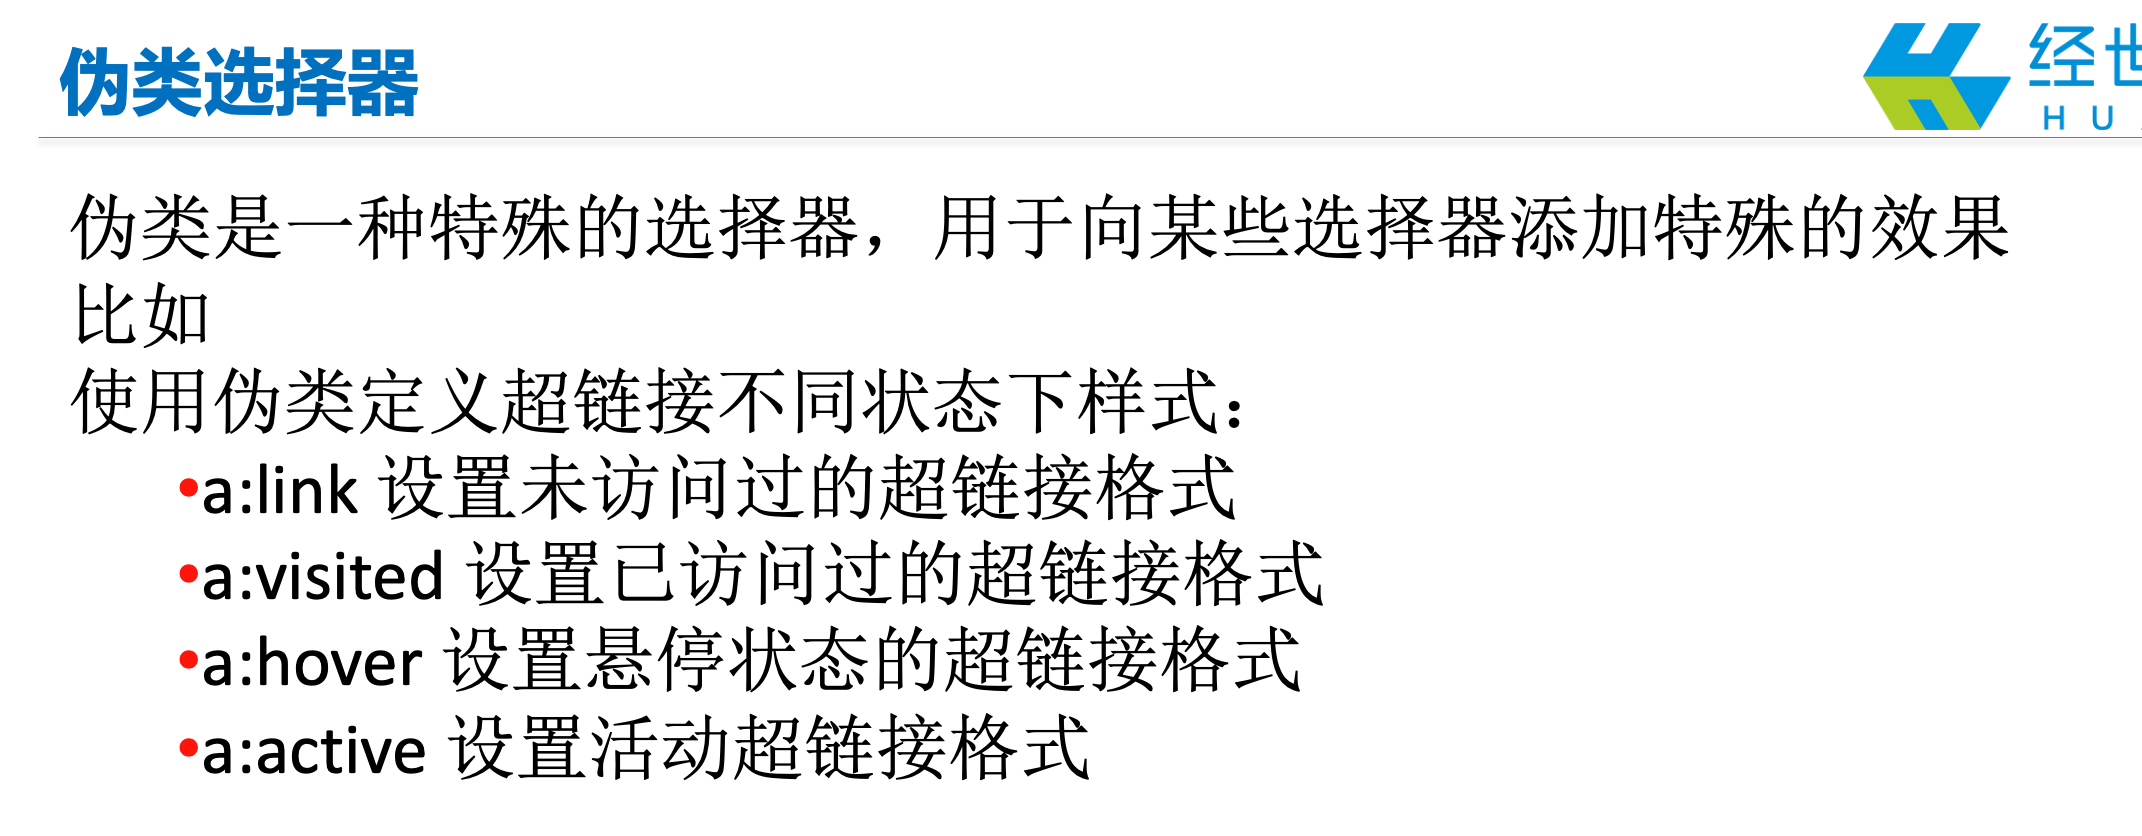 伪类选择器
经世
HU
伪类是一种特殊的选择器，用于向某些选择器添加特殊的效果
比如
使用伪类定义超链接不同状态下样式：
•a:link 设置未访问过的超链接格式
•a:visited 设置已访问过的超链接格式
•a:hover 设置悬停状态的超链接格式
•a:active 设置活动超链接格式